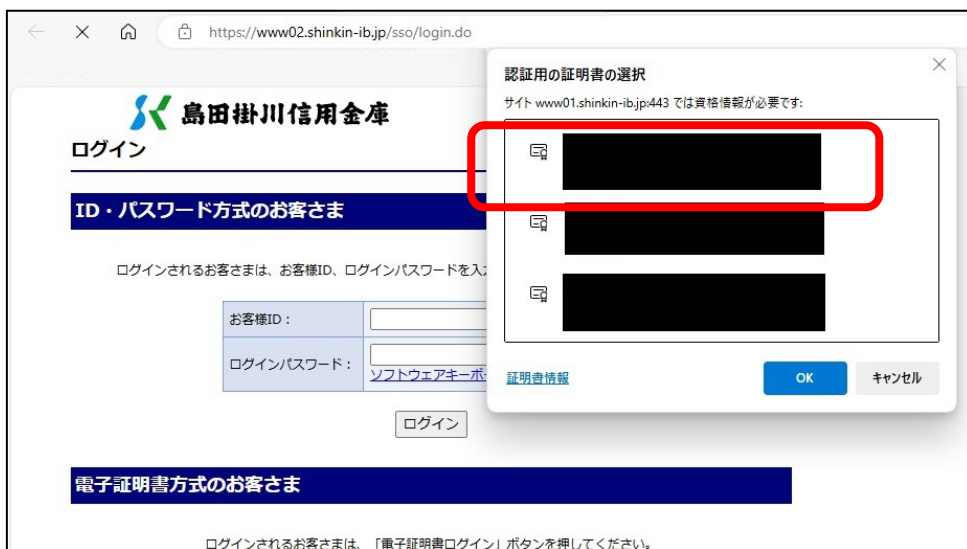 https://www02.shinkin-ib.jp/sso/login.do
島田掛川信用金庫
ログイン
ID・パスワード方式のお客さま
ログインされるお客さまは、お客様ID、ログインパスワードを入
お客様ID：
ログインパスワード：
ソフトウェアキーボ
ログイン
電子証明書方式のお客さま
ログインされるお客さまは、「電子証明書ログイン」ボタンを押してください。
認証用の証明書の選択
サイト www01.shinkin-ib.jp:443 では資格情報が必要です:
証明書情報
OK
キャンセル